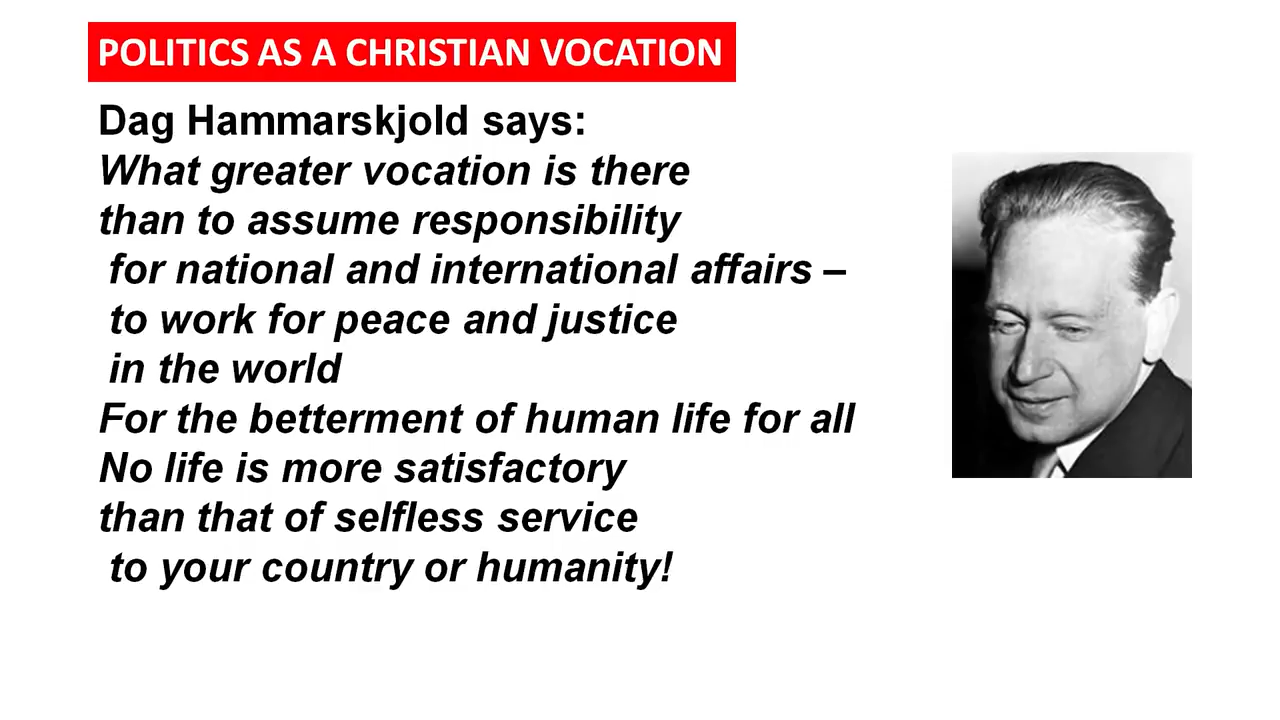 POLITICS AS A CHRISTIAN VOCATION
Dag Hammarskjold says:
What greater vocation is there
than to assume responsibility
for national and international affairs –
to work for peace and justice
in the world
For the betterment of human life for all
No life is more satisfactory
than that of selfless service
to your country or humanity!